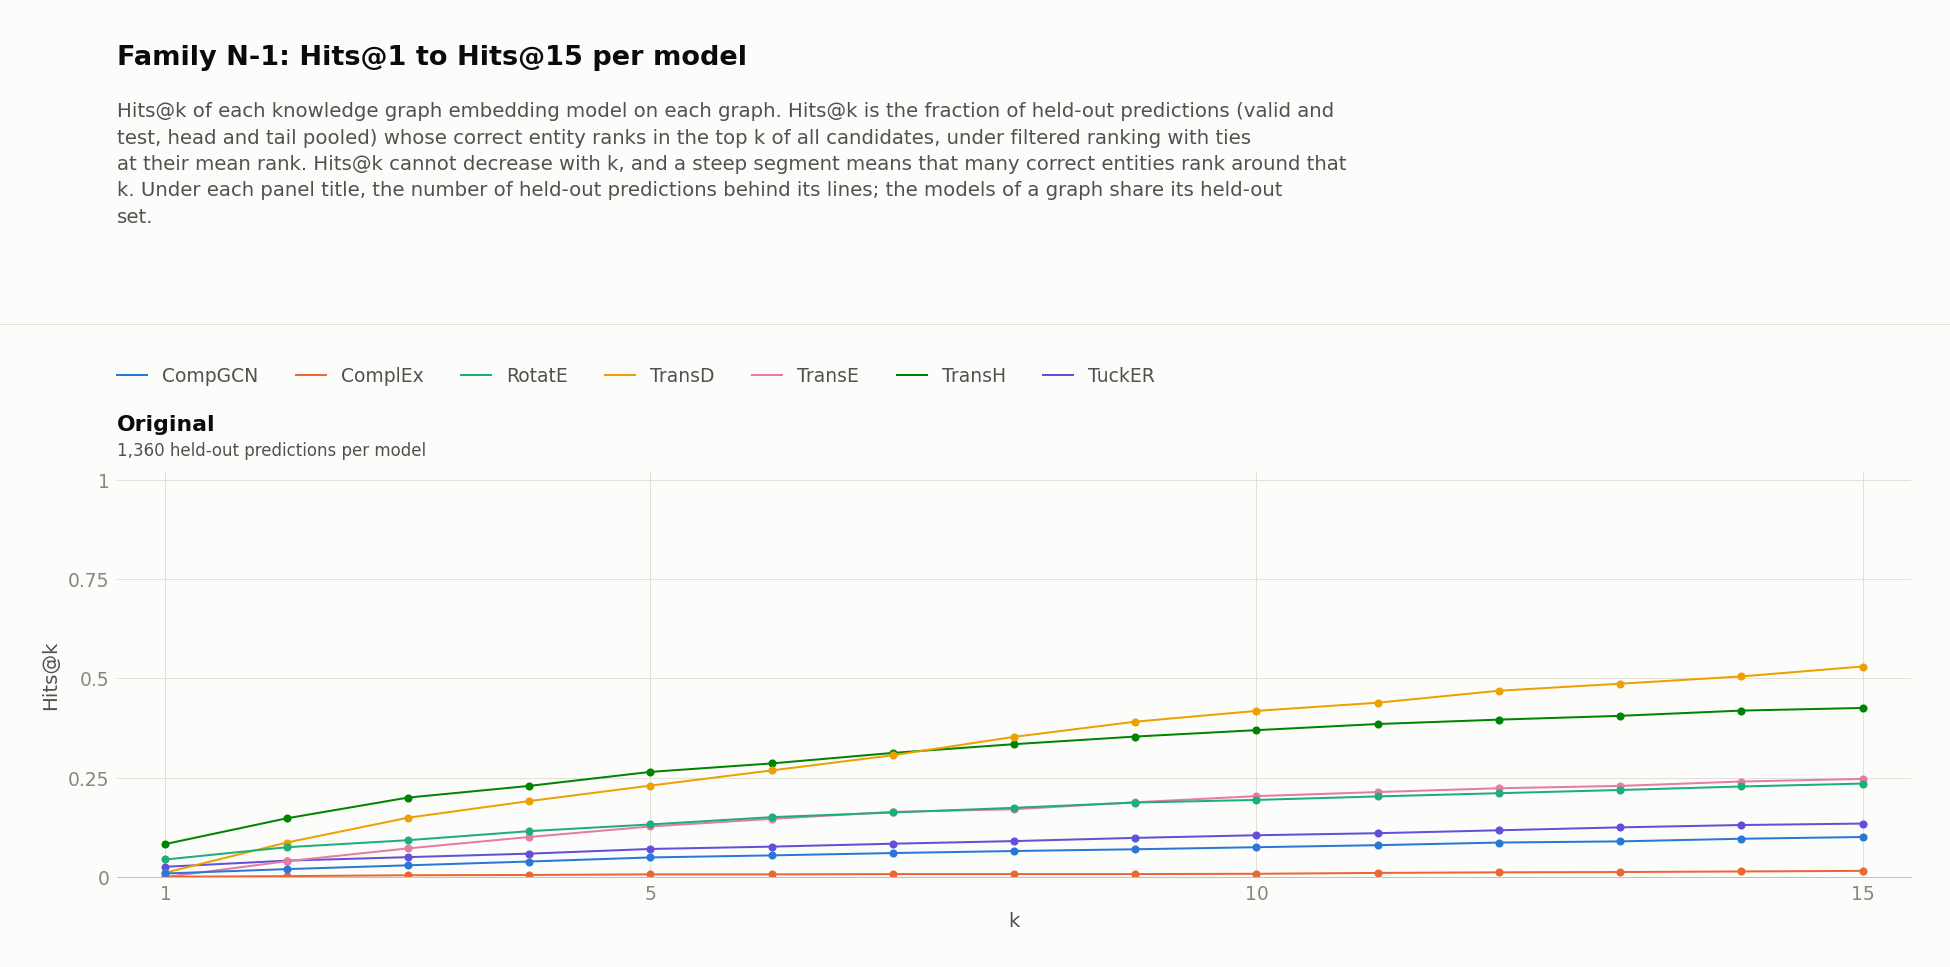 Family N-1: Hits@1 to Hits@15 per model
Hits@k of each knowledge graph embedding model on each graph. Hits@k is the fraction of held-out predictions (valid and
test, head and tail pooled) whose correct entity ranks in the top k of all candidates, under filtered ranking with ties
at their mean rank. Hits@k cannot decrease with k, and a steep segment means that many correct entities rank around that
k. Under each panel title, the number of held-out predictions behind its lines; the models of a graph share its held-out
set.
CompGCN ComplEx RotatE TransD TransE TransH TuckER
Original
1,360 held-out predictions per model
1
0.75
0.5
0.25
0
Hits@k
1 5 10 15
k